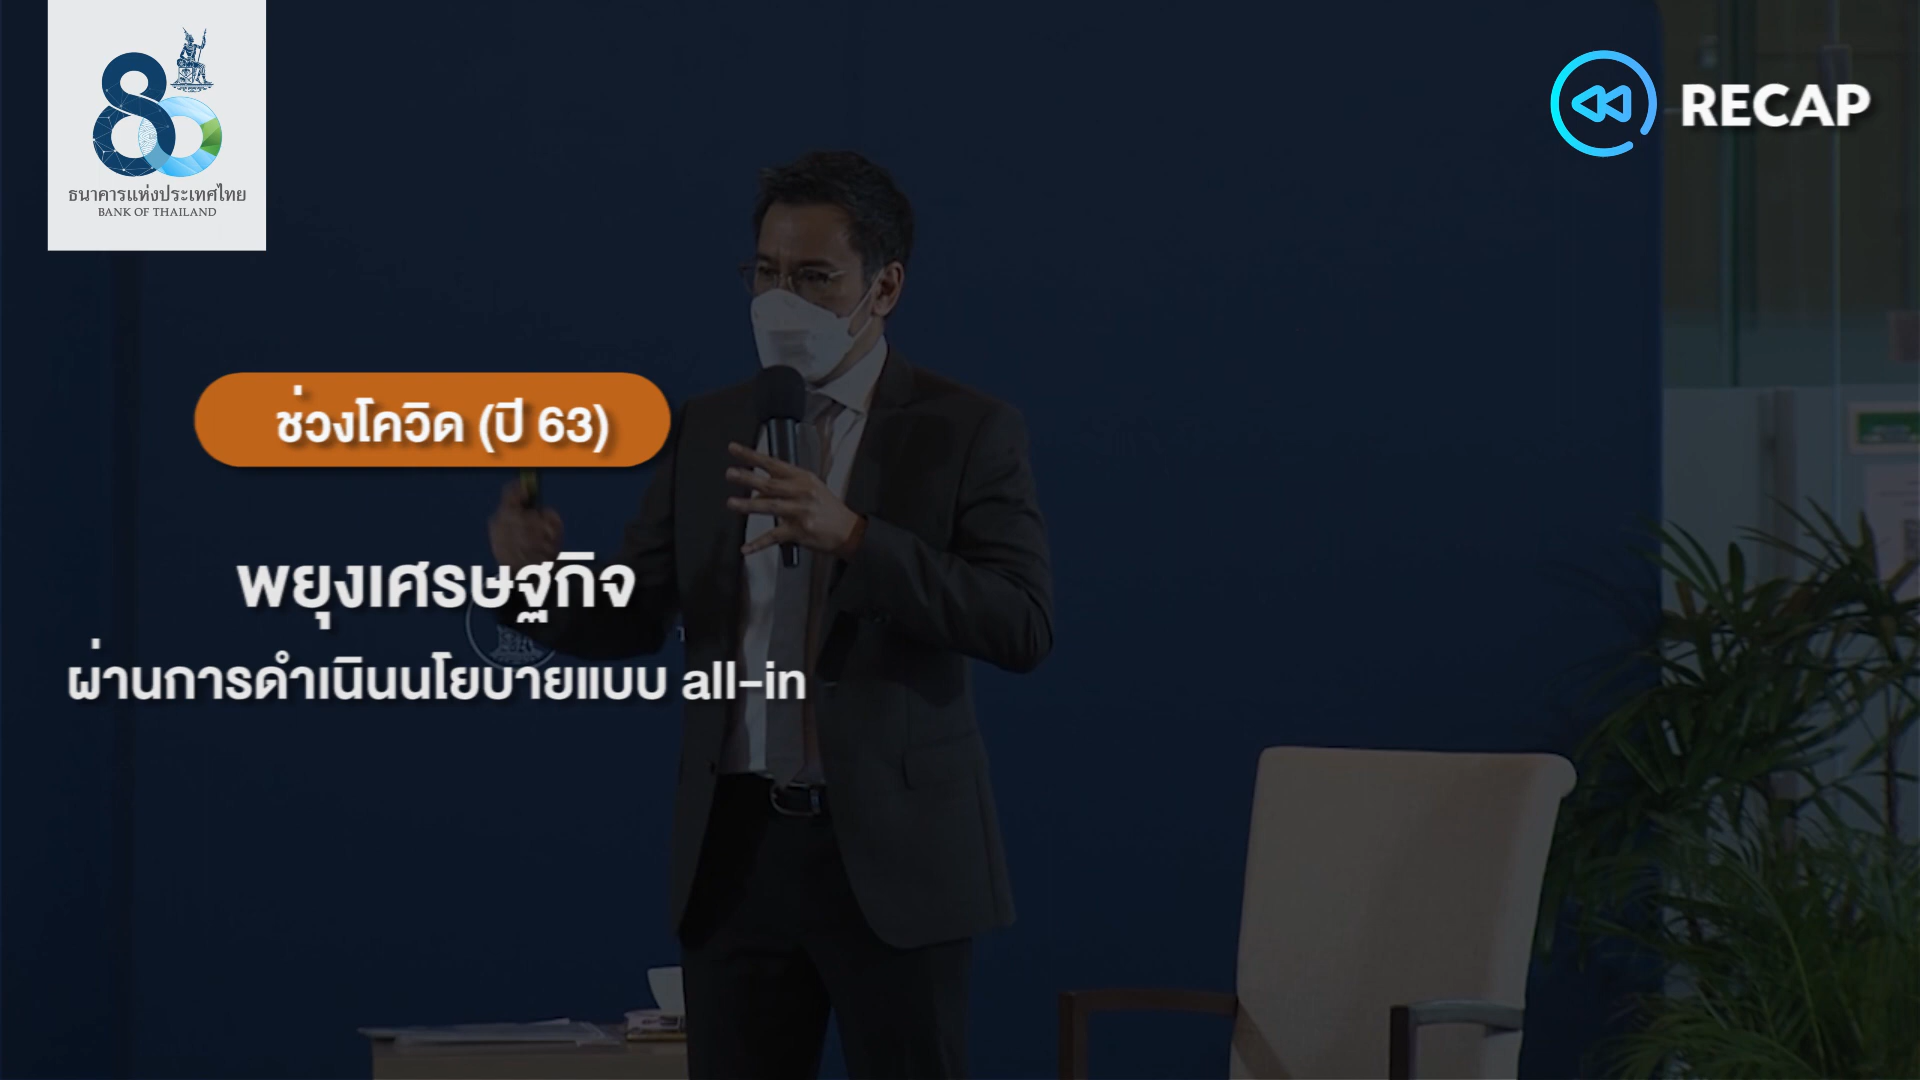 80
ธนาคารแห่งประเทศไทย
BANK OF THAILAND
RECAP
ช่วงโควิด (ปี 63)
พยุงเศรษฐกิจ
ผ่านการดำเนินนโยบายแบบ all-in